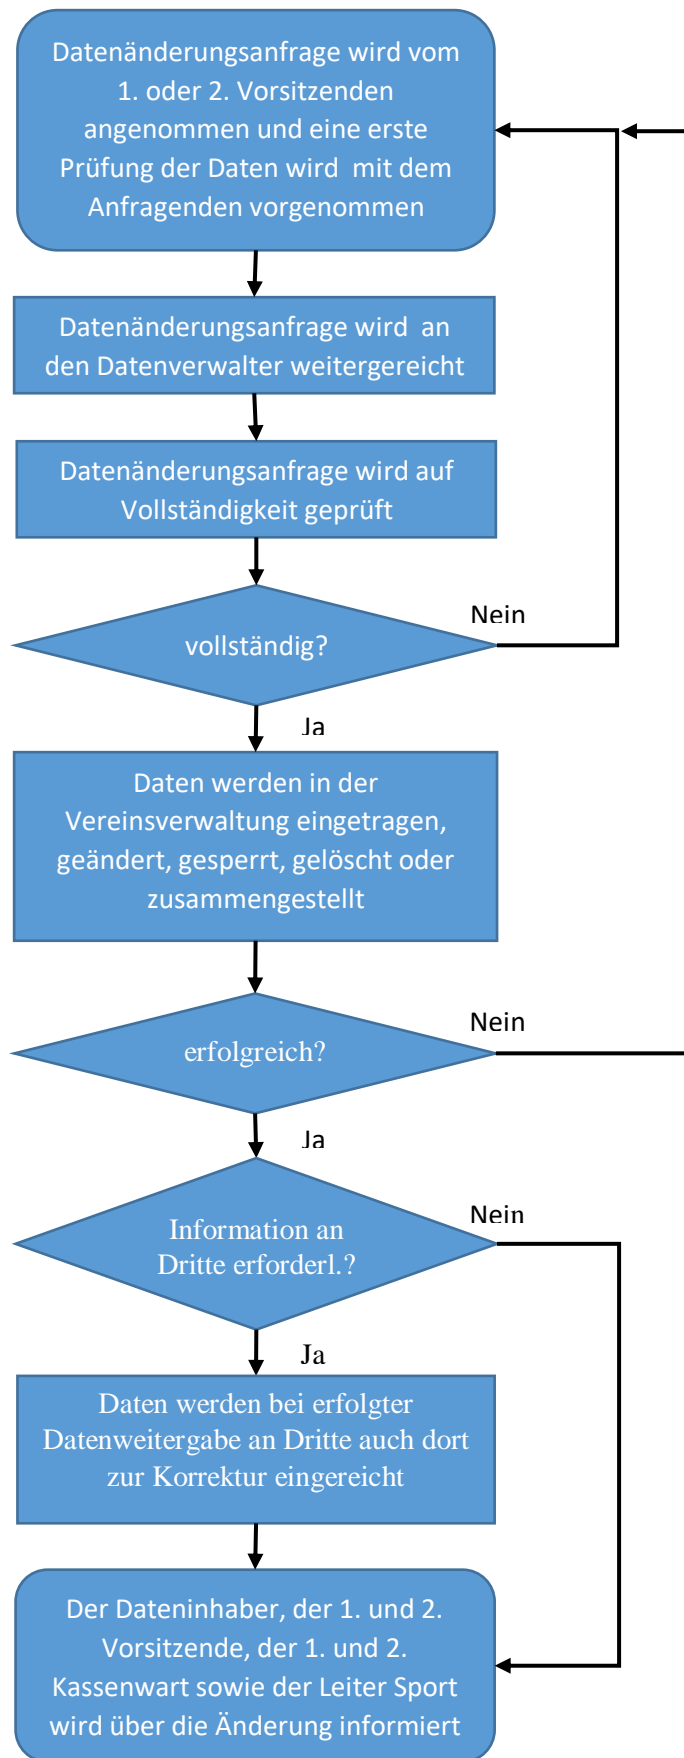 Datenänderungsanfrage wird vom
1. oder 2. Vorsitzenden
angenommen und eine erste
Prüfung der Daten wird  mit dem
Anfragenden vorgenommen
Datenänderungsanfrage wird  an
den Datenverwalter weitergereicht
Datenänderungsanfrage wird auf
Vollständigkeit geprüft
Nein
vollständig?
Ja
Daten werden in der
Vereinsverwaltung eingetragen,
geändert, gesperrt, gelöscht oder
zusammengestellt
Nein
erfolgreich?
Ja
Nein
Information an
Dritte erforderl.?
Ja
Daten werden bei erfolgter
Datenweitergabe an Dritte auch dort
zur Korrektur eingereicht
Der Dateninhaber, der 1. und 2.
Vorsitzende, der 1. und 2.
Kassenwart sowie der Leiter Sport
wird über die Änderung informiert